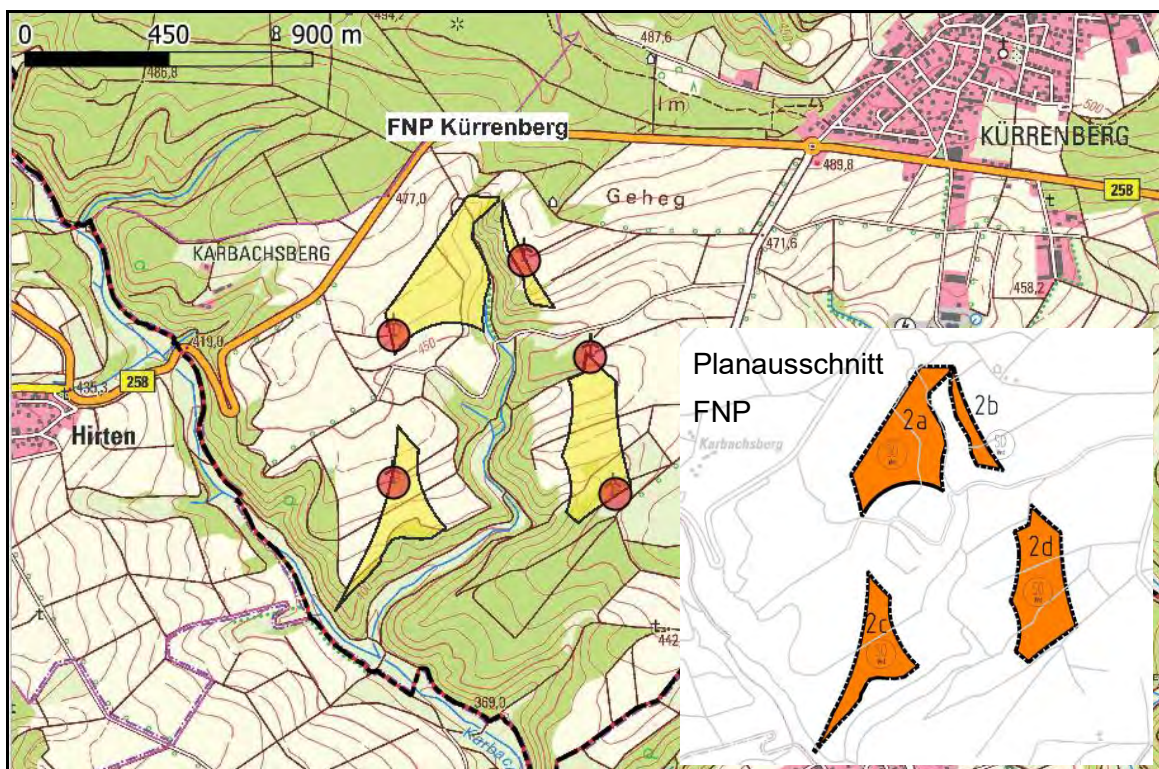 0 450 900 m
494,2
486,8
487,6
Im
500
FNP Kürrenberg
KÜRRENBERG
489,8
477,0
Geheg
258
471,6
KARBACHSBERG
458,2
419,0
450
435,3
258
Hirten
442
369,0
Planausschnitt
FNP
2a
2b
Karbachsberg
2d
2c